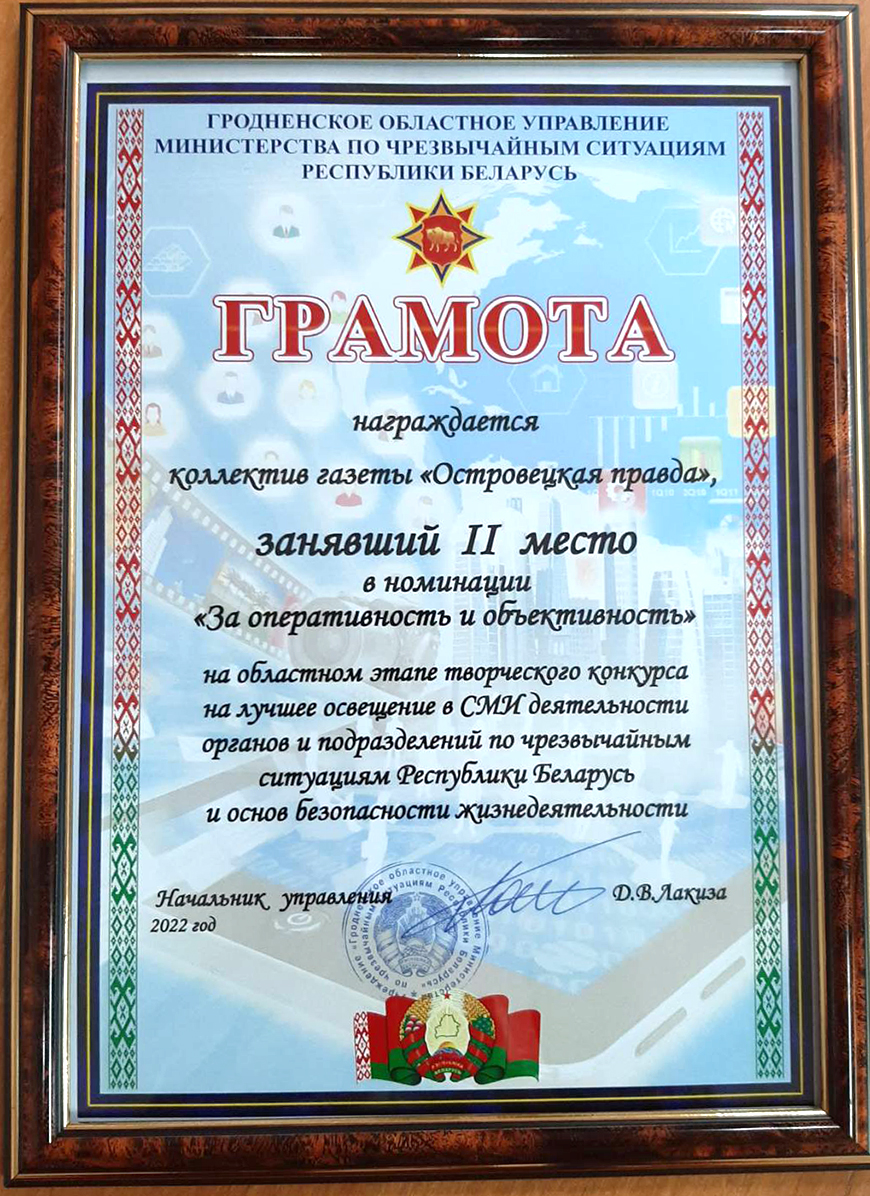 ГРОДНЕНСКОЕ ОБЛАСТНОЕ УПРАВЛЕНИЕ
МИНИСТЕРСТВА ПО ЧРЕЗВЫЧАЙНЫМ СИТУАЦИЯМ
РЕСПУБЛИКИ БЕЛАРУСЬ
ГРАМОТА
награждается
коллектив газеты «Островецкая правда»,
занявший II место
в номинации
«За оперативность и объективность»
на областном этапе творческого конкурса
на лучшее освещение в СМИ деятельности
органов и подразделений по чрезвычайным
ситуациям Республики Беларусь
и основ безопасности жизнедеятельности
Начальник управления
Д.В.Лакиза
2022 год